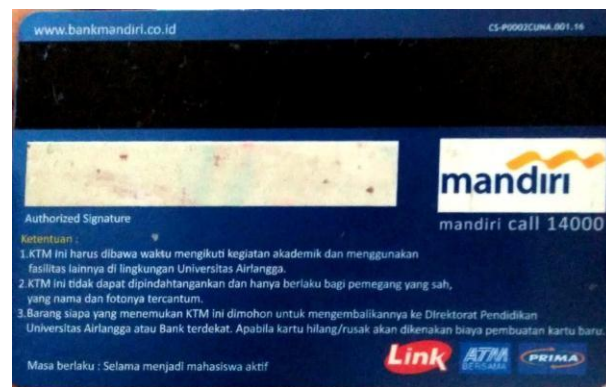 www.bankmandiri.co.id
CS-P0002CUNA.001.16
mandiri
Authorized Signature
mandiri call 14000
Ketentuan :
1.KTM ini harus dibawa waktu mengikuti kegiatan akademik dan menggunakan
fasilitas lainnya di lingkungan Universitas Airlangga.
2.KTM ini tidak dapat dipindahtangankan dan hanya berlaku bagi pemegang yang sah,
yang nama dan fotonya tercantum.
3.Barang siapa yang menemukan KTM ini dimohon untuk mengembalikannya ke Direktorat Pendidikan
Universitas Airlangga atau Bank terdekat. Apabila kartu hilang/rusak akan dikenakan biaya pembuatan kartu baru.
Masa berlaku : Selama menjadi mahasiswa aktif
Link
ATM
BERSAMA
PRIMA